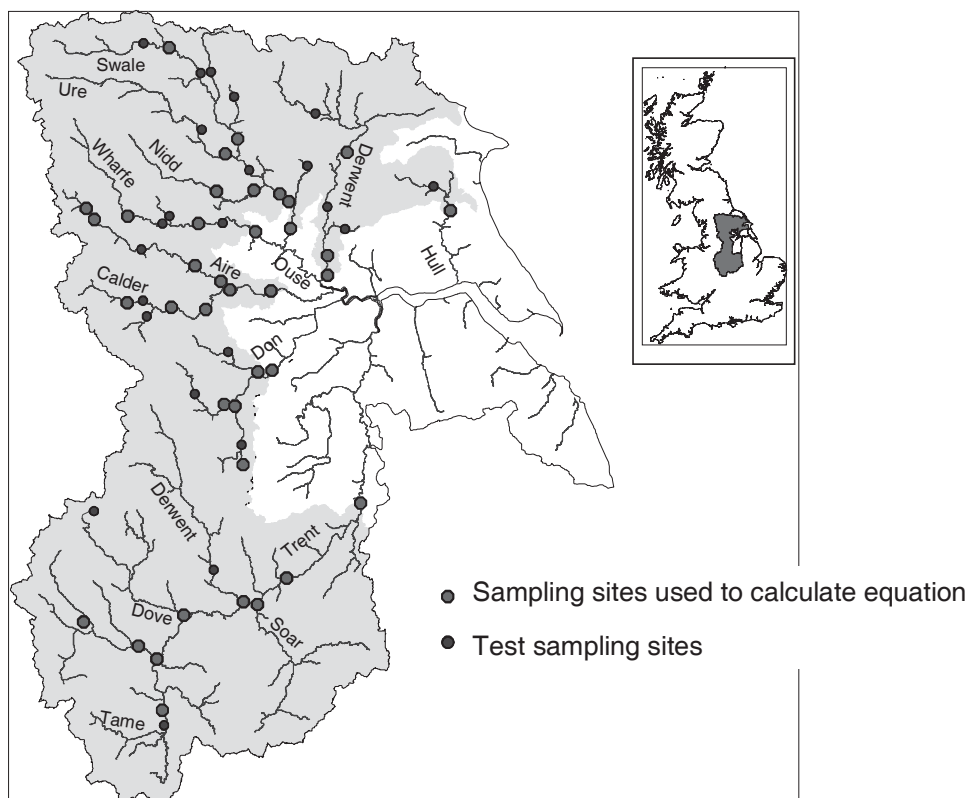 Swale
Ure
Wharfe
Nidd
Derwent
Hull
Ouse
Aire
Calder
Don
Derwent
Trent
Dove
Soar
Tame
Sampling sites used to calculate equation
Test sampling sites